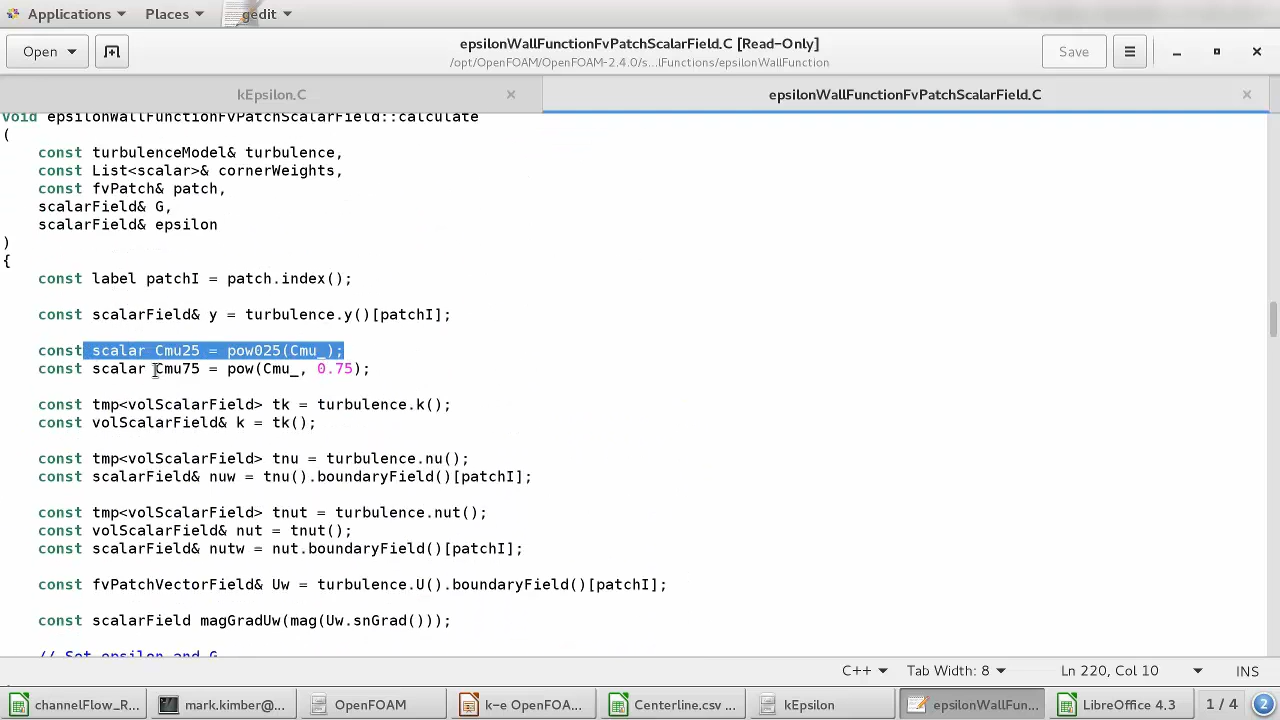 Applications Places gedit
Open epsilonWallFunctionFvPatchScalarField.C [Read-Only] Save
/opt/OpenFOAM/OpenFOAM-2.4.0/s...lFunctions/epsilonWallFunction
kEpsilon.C epsilonWallFunctionFvPatchScalarField.C
void epsilonWallFunctionFvPatchScalarField::calculate
(
const turbulenceModel& turbulence,
const List<scalar>& cornerWeights,
const fvPatch& patch,
scalarField& G,
scalarField& epsilon
)
{
const label patchI = patch.index();
const scalarField& y = turbulence.y()[patchI];
const scalar Cmu25 = pow025(Cmu_);
const scalar Cmu75 = pow(Cmu_, 0.75);
const tmp<volScalarField> tk = turbulence.k();
const volScalarField& k = tk();
const tmp<volScalarField> tnu = turbulence.nu();
const scalarField& nuw = tnu().boundaryField()[patchI];
const tmp<volScalarField> tnut = turbulence.nut();
const volScalarField& nut = tnut();
const scalarField& nutw = nut.boundaryField()[patchI];
const fvPatchVectorField& Uw = turbulence.U().boundaryField()[patchI];
const scalarField magGradUw(mag(Uw.snGrad()));
// Set epsilon and G
C++ Tab Width: 8 Ln 220, Col 10 INS
channelFlow_R... mark.kimber@... OpenFOAM k-e OpenFOA... Centerline.csv ... kEpsilon epsilonWallFun... LibreOffice 4.3 1 / 4 2